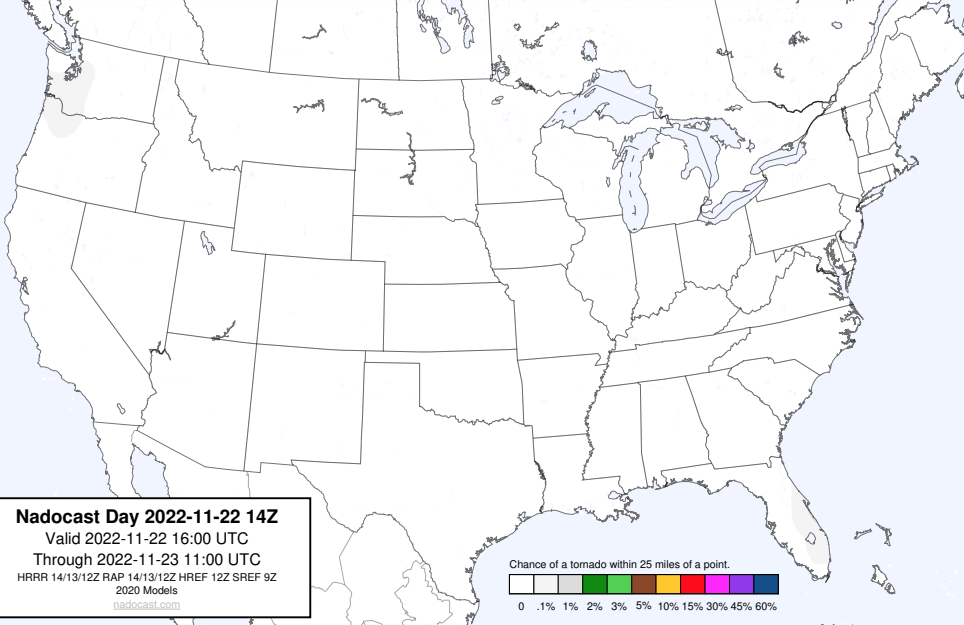 Nadocast Day 2022-11-22 14Z
Valid 2022-11-22 16:00 UTC
Through 2022-11-23 11:00 UTC
HRRR 14/13/12Z RAP 14/13/12Z HREF 12Z SREF 9Z
2020 Models
nadocast.com
Chance of a tornado within 25 miles of a point.
0 .1% 1% 2% 3% 5% 10% 15% 30% 45% 60%